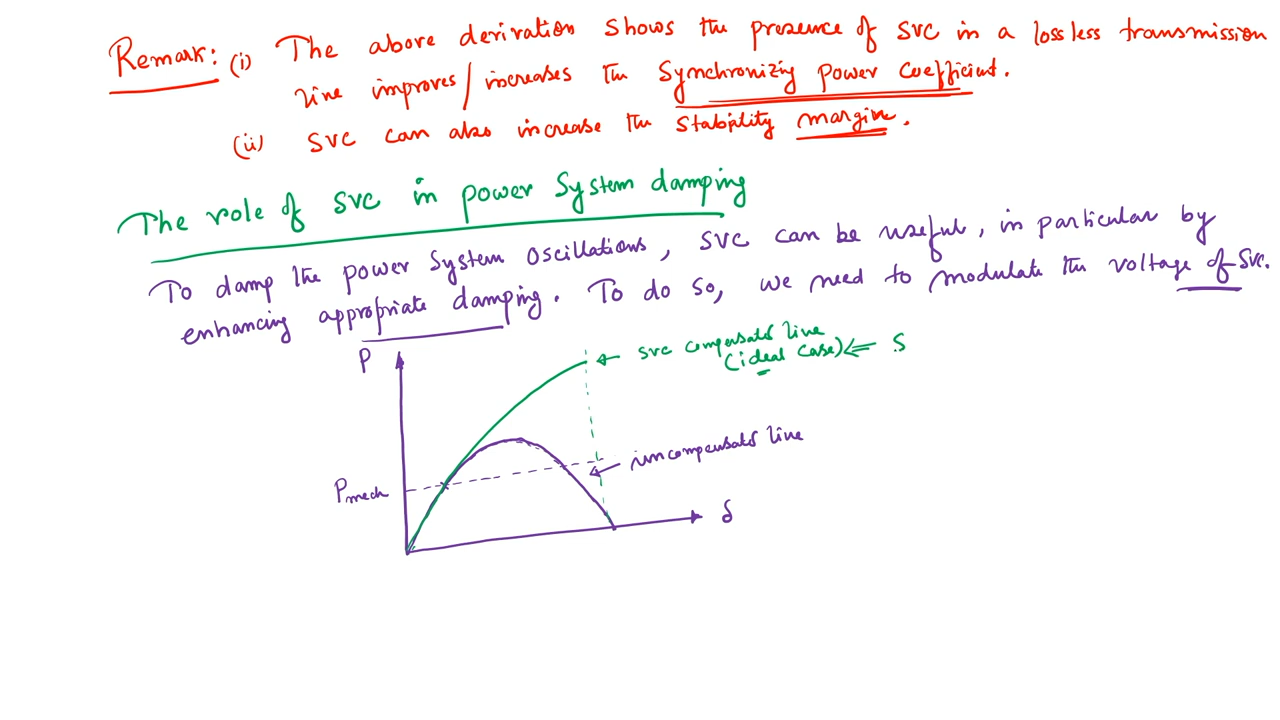 Remark: (i) The above derivation shows the presence of SVC in a lossless transmission
line improves/increases the Synchronizing Power Coefficient.
(ii) SVC can also increase the Stability margine.
The role of SVC in power System damping
To damp the power System oscillations, SVC can be useful, in particular by
enhancing appropriate damping. To do so, we need to modulate the voltage of SVC.
P
SVC compensated line
(ideal case) S
uncompensated line
Pmech
δ